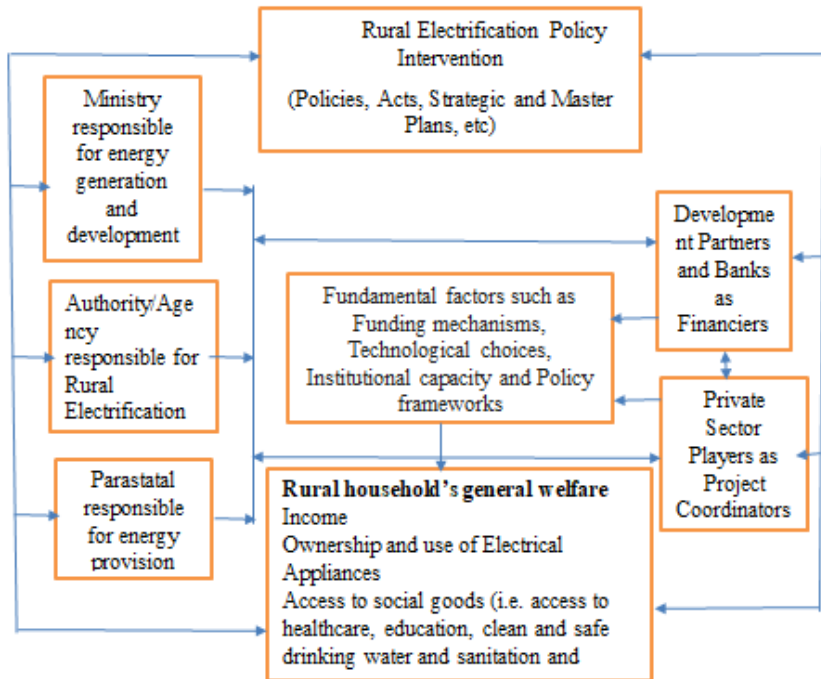 Rural Electrification Policy
Intervention
(Policies, Acts, Strategic and Master
Plans, etc)
Ministry
responsible
for energy
generation
and
development
Developme
nt Partners
and Banks
as
Financiers
Authority/Age
ncy
responsible for
Rural
Electrification
Fundamental factors such as
Funding mechanisms,
Technological choices,
Institutional capacity and Policy
frameworks
Private
Sector
Players as
Project
Coordinators
Parastatal
responsible
for energy
provision
Rural household’s general welfare
Income
Ownership and use of Electrical
Appliances
Access to social goods (i.e. access to
healthcare, education, clean and safe
drinking water and sanitation and